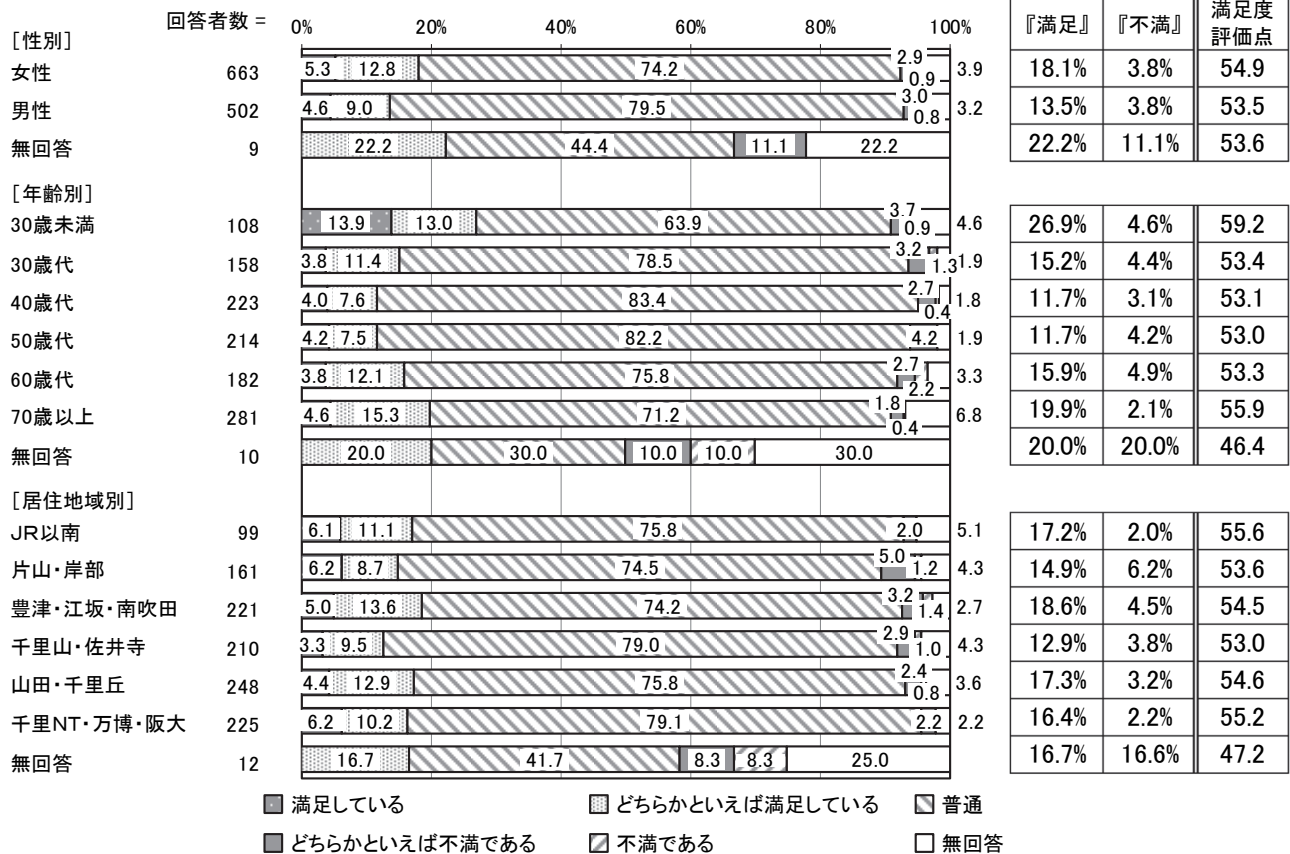 回答者数 = 0% 20% 40% 60% 80% 100% 『満足』 『不満』 満足度評価点
[性別]
女性 663 5.3 12.8 74.2 2.9 0.9 3.9 18.1% 3.8% 54.9
男性 502 4.6 9.0 79.5 3.0 0.8 3.2 13.5% 3.8% 53.5
無回答 9 22.2 44.4 11.1 22.2 22.2% 11.1% 53.6
[年齢別]
30歳未満 108 13.9 13.0 63.9 3.7 0.9 4.6 26.9% 4.6% 59.2
30歳代 158 3.8 11.4 78.5 3.2 1.3 1.9 15.2% 4.4% 53.4
40歳代 223 4.0 7.6 83.4 2.7 0.4 1.8 11.7% 3.1% 53.1
50歳代 214 4.2 7.5 82.2 4.2 1.9 11.7% 4.2% 53.0
60歳代 182 3.8 12.1 75.8 2.7 2.2 3.3 15.9% 4.9% 53.3
70歳以上 281 4.6 15.3 71.2 1.8 0.4 6.8 19.9% 2.1% 55.9
無回答 10 20.0 30.0 10.0 10.0 30.0 20.0% 20.0% 46.4
[居住地域別]
JR以南 99 6.1 11.1 75.8 2.0 5.1 17.2% 2.0% 55.6
片山・岸部 161 6.2 8.7 74.5 5.0 1.2 4.3 14.9% 6.2% 53.6
豊津・江坂・南吹田 221 5.0 13.6 74.2 3.2 1.4 2.7 18.6% 4.5% 54.5
千里山・佐井寺 210 3.3 9.5 79.0 2.9 1.0 4.3 12.9% 3.8% 53.0
山田・千里丘 248 4.4 12.9 75.8 2.4 0.8 3.6 17.3% 3.2% 54.6
千里NT・万博・阪大 225 6.2 10.2 79.1 2.2 2.2 16.4% 2.2% 55.2
無回答 12 16.7 41.7 8.3 8.3 25.0 16.7% 16.6% 47.2
満足している どちらかといえば満足している 普通
どちらかといえば不満である 不満である 無回答